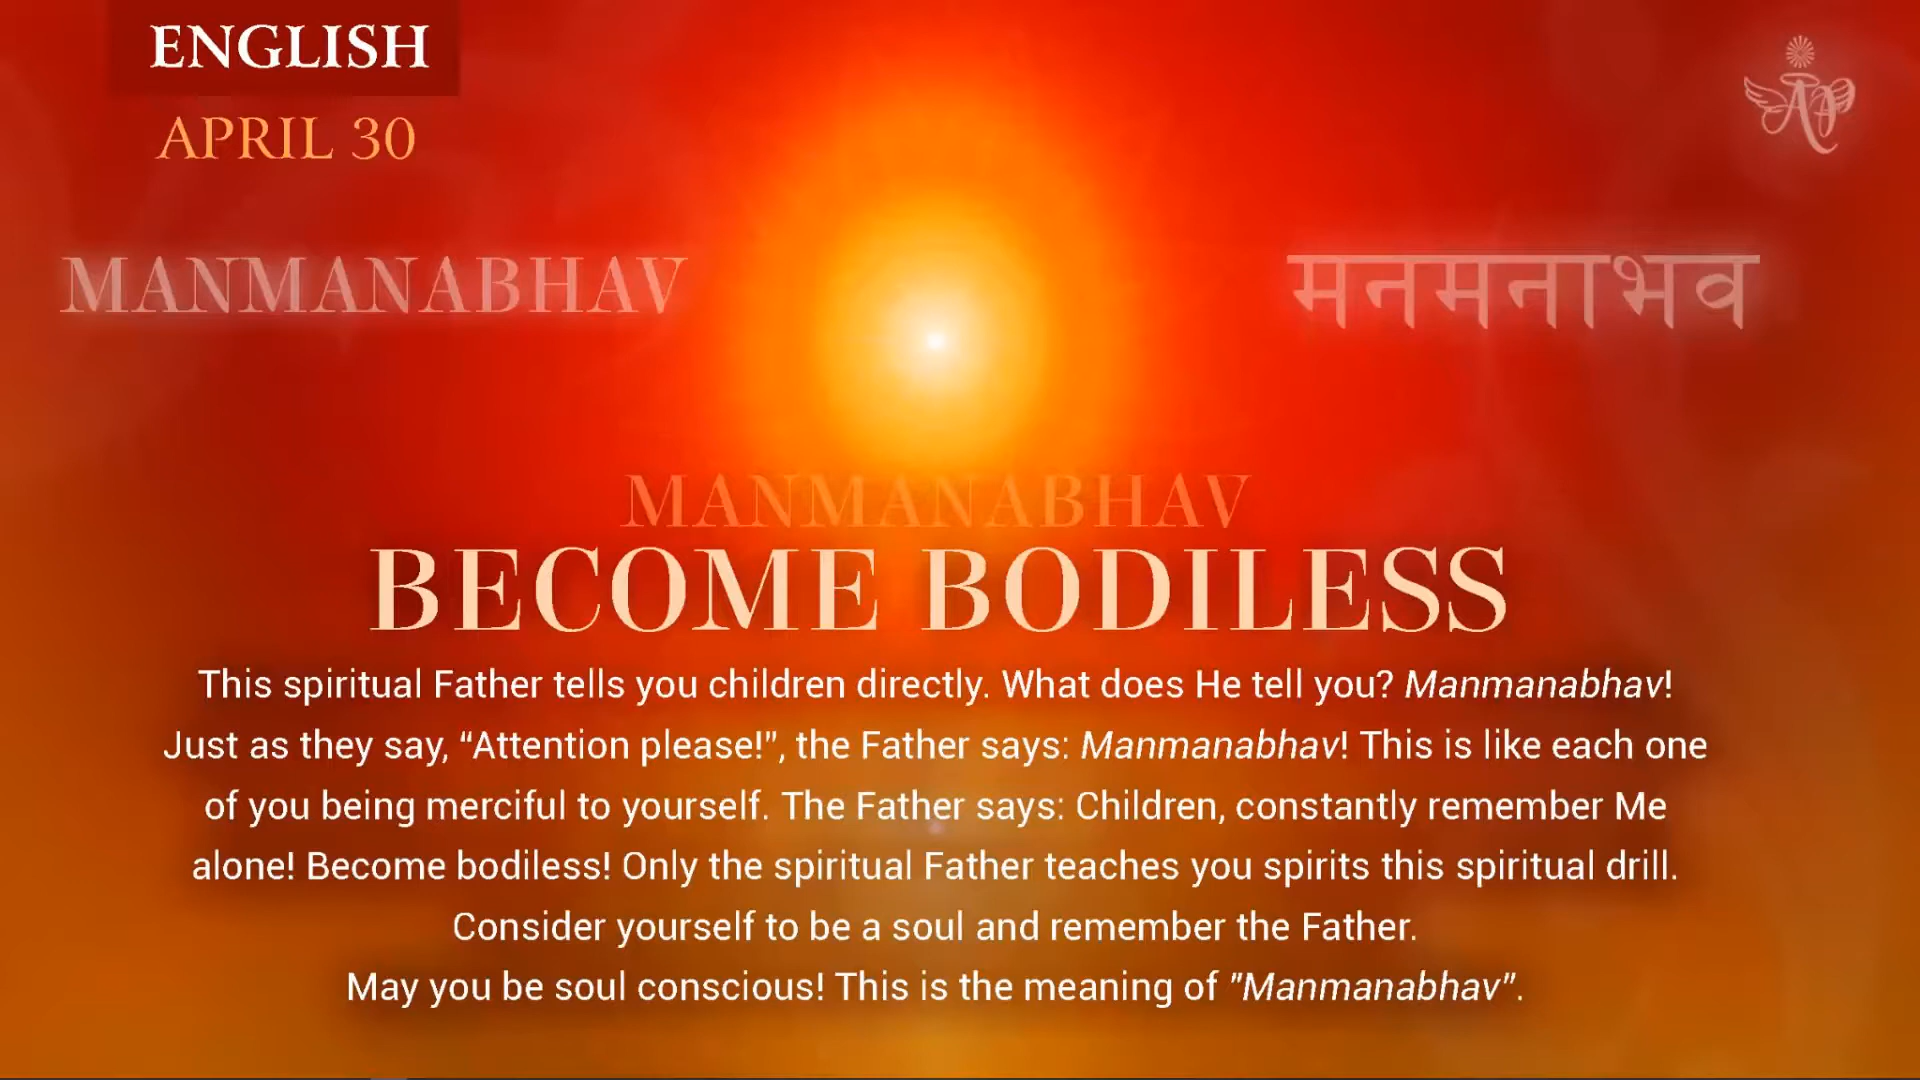 ENGLISH
APRIL 30
MANMANABHAV
मनमनाभव
MANMANABHAV
BECOME BODILESS
This spiritual Father tells you children directly. What does He tell you? Manmanabhav!
Just as they say, “Attention please!”, the Father says: Manmanabhav! This is like each one
of you being merciful to yourself. The Father says: Children, constantly remember Me
alone! Become bodiless! Only the spiritual Father teaches you spirits this spiritual drill.
Consider yourself to be a soul and remember the Father.
May you be soul conscious! This is the meaning of "Manmanabhav".